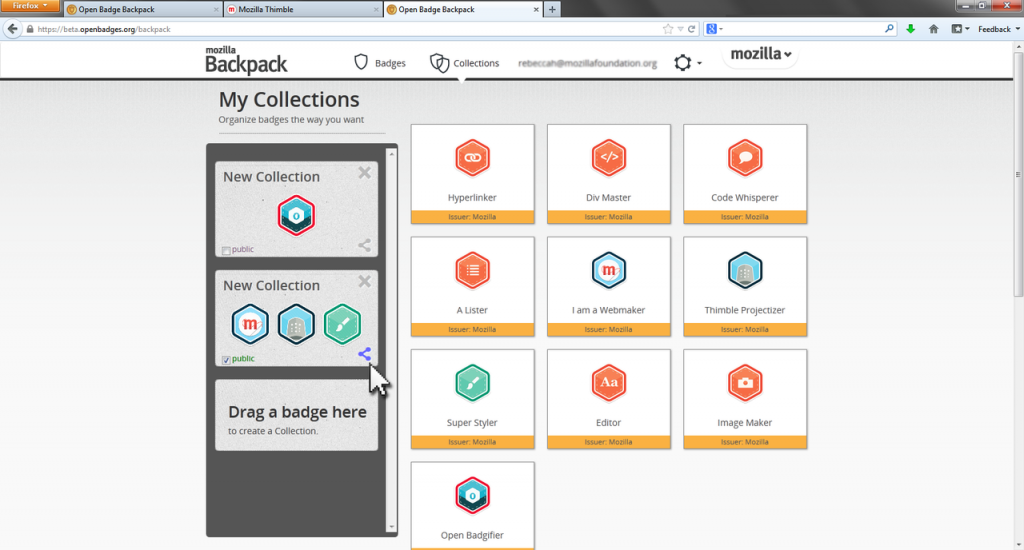 Firefox
Open Badge Backpack
Mozilla Thimble
Open Badge Backpack
https://beta.openbadges.org/backpack
Feedback
mozilla
Backpack
Badges
Collections
rebeccah@mozillafoundation.org
mozilla
My Collections
Organize badges the way you want
New Collection
public
New Collection
m
public
Drag a badge here
to create a Collection.
Hyperlinker
Issuer: Mozilla
</>
Div Master
Issuer: Mozilla
Code Whisperer
Issuer: Mozilla
A Lister
Issuer: Mozilla
m
I am a Webmaker
Issuer: Mozilla
Thimble Projectizer
Issuer: Mozilla
Super Styler
Issuer: Mozilla
Aa
Editor
Issuer: Mozilla
Image Maker
Issuer: Mozilla
Open Badgifier